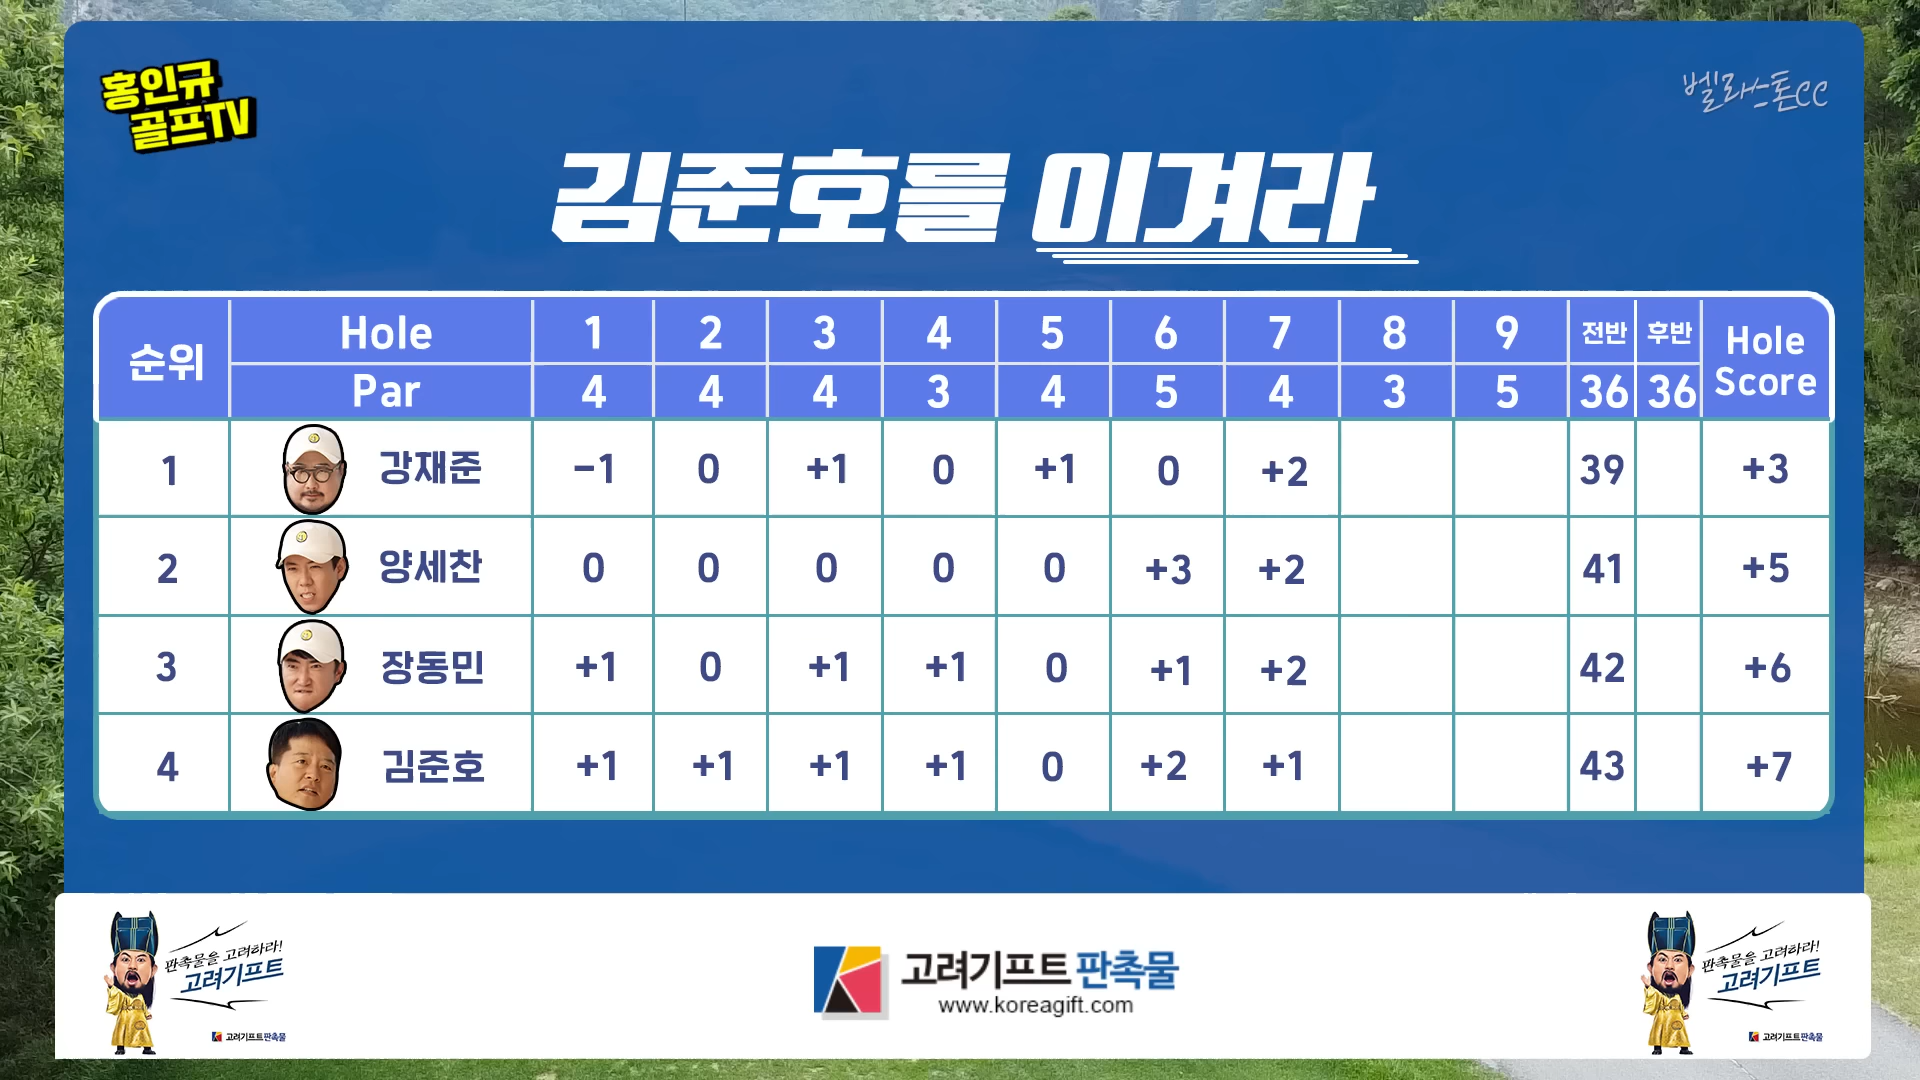 홍인규
골프TV
벨라스톤CC
김준호를 이겨라
순위 Hole 1 2 3 4 5 6 7 8 9 전반 후반 Hole Score
Par 4 4 4 3 4 5 4 3 5 36 36
1 강재준 -1 0 +1 0 +1 0 +2 39 +3
2 양세찬 0 0 0 0 0 +3 +2 41 +5
3 장동민 +1 0 +1 +1 0 +1 +2 42 +6
4 김준호 +1 +1 +1 +1 0 +2 +1 43 +7
판촉물을 고려하라!
고려기프트
고려기프트판촉물
고려기프트 판촉물
www.koreagift.com
판촉물을 고려하라!
고려기프트
고려기프트판촉물